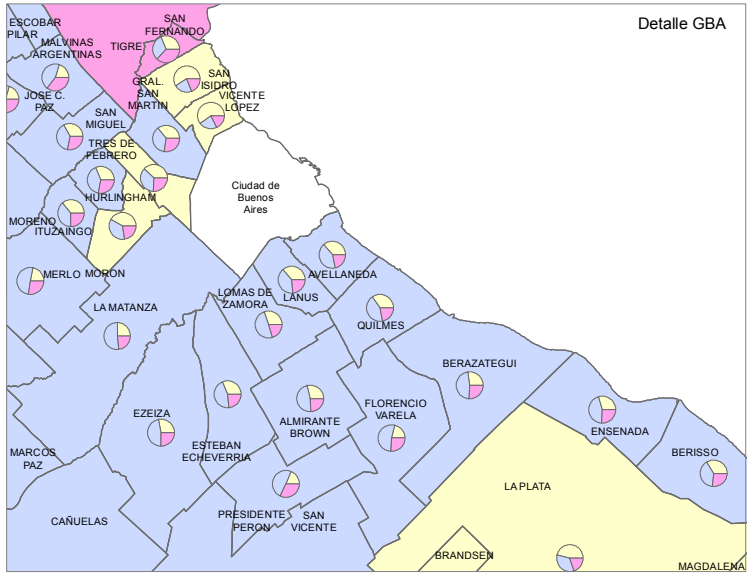 Detalle GBA
ESCOBAR
PILAR
SAN
FERNANDO
MALVINAS
ARGENTINAS
TIGRE
GRAL.
SAN
MARTIN
SAN
ISIDRO
VICENTE
LOPEZ
JOSE C.
PAZ
SAN
MIGUEL
TRES DE
FEBRERO
HURLINGHAM
Ciudad de
Buenos
Aires
MORENO
ITUZAINGO
MERLO
MORON
LA MATANZA
LOMAS DE
ZAMORA
LANUS
AVELLANEDA
QUILMES
BERAZATEGUI
EZEIZA
ESTEBAN
ECHEVERRIA
ALMIRANTE
BROWN
FLORENCIO
VARELA
ENSENADA
BERISSO
MARCOS
PAZ
CAÑUELAS
PRESIDENTE
PERON
SAN
VICENTE
LA PLATA
BRANDSEN
MAGDALENA